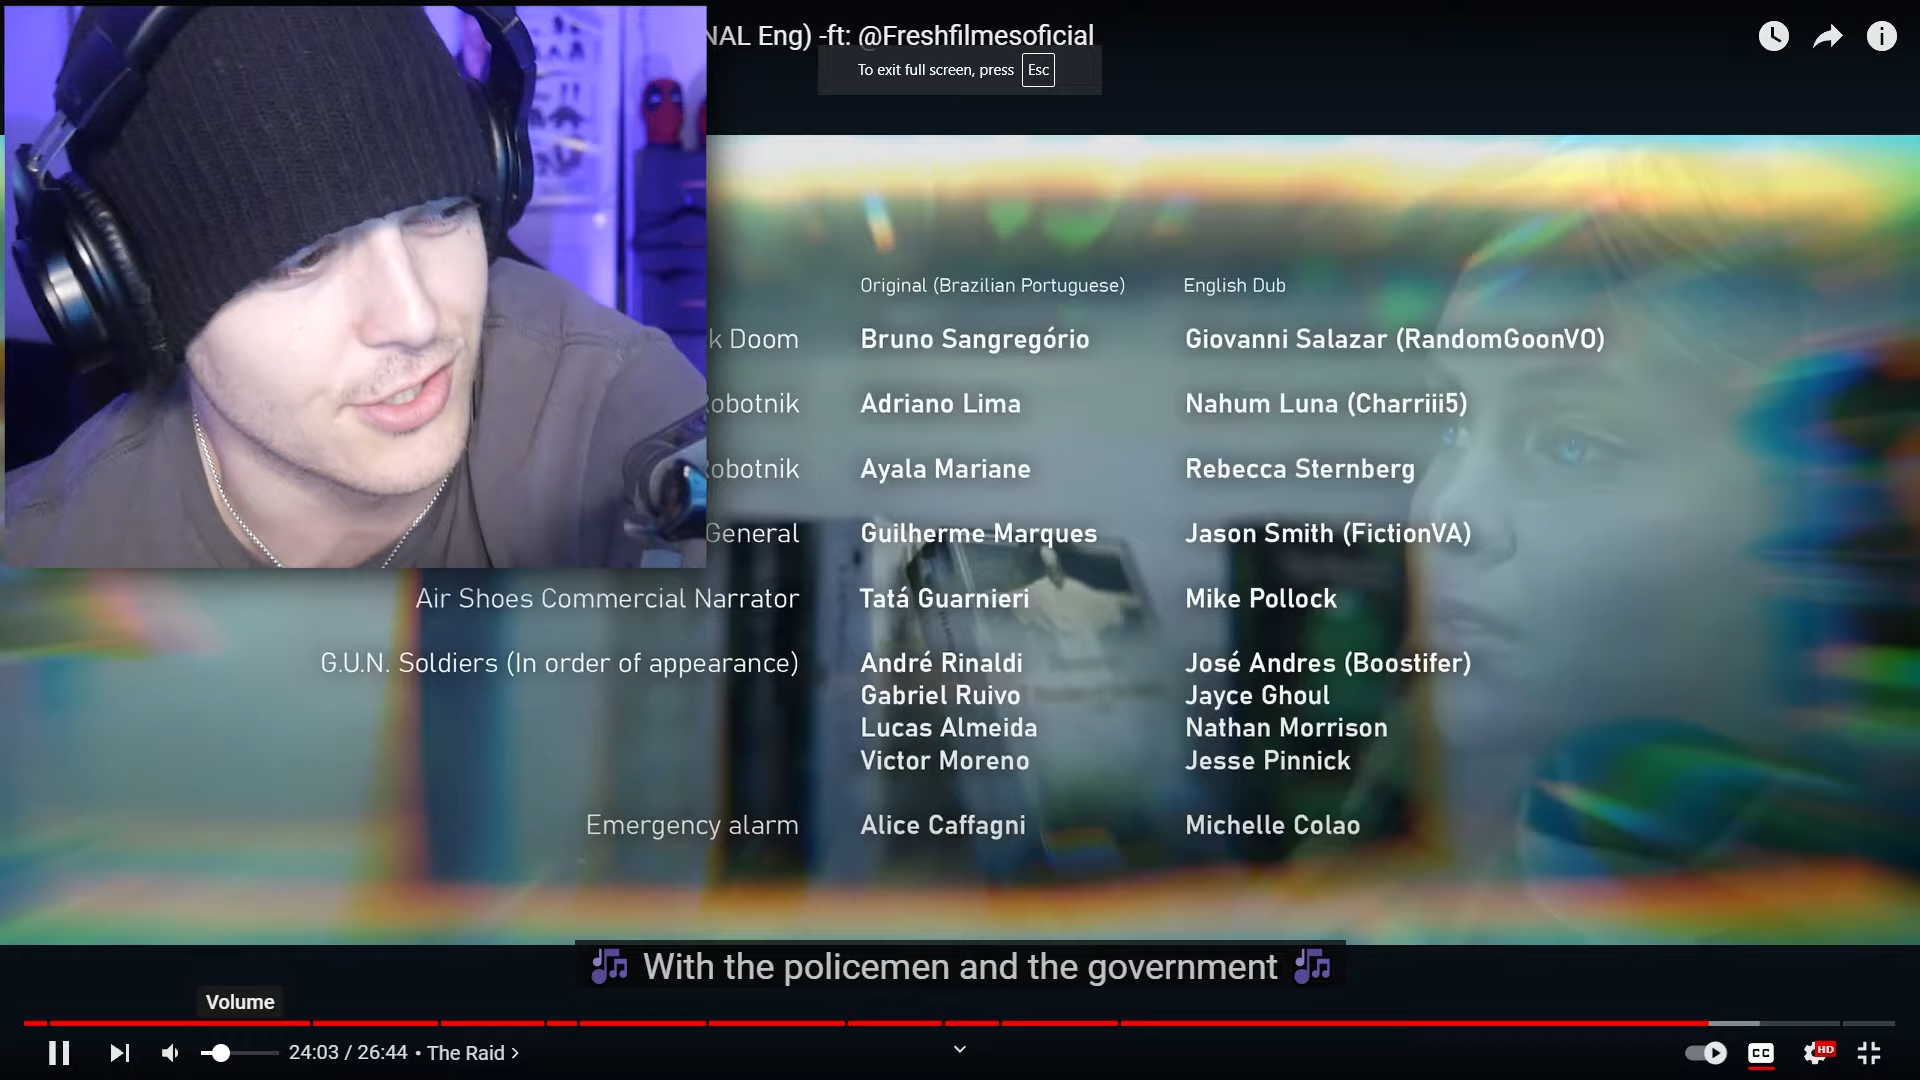 NAL Eng) -ft: @Freshfilmesoficial
To exit full screen, press Esc
Original (Brazilian Portuguese) English Dub
k Doom Bruno Sangregório Giovanni Salazar (RandomGoonVO)
Robotnik Adriano Lima Nahum Luna (Charriii5)
Robotnik Ayala Mariane Rebecca Sternberg
General Guilherme Marques Jason Smith (FictionVA)
Air Shoes Commercial Narrator Tatá Guarnieri Mike Pollock
G.U.N. Soldiers (In order of appearance) André Rinaldi José Andres (Boostifer)
Gabriel Ruivo Jayce Ghoul
Lucas Almeida Nathan Morrison
Victor Moreno Jesse Pinnick
Emergency alarm Alice Caffagni Michelle Colao
With the policemen and the government
Volume
24:03 / 26:44 • The Raid
CC
HD